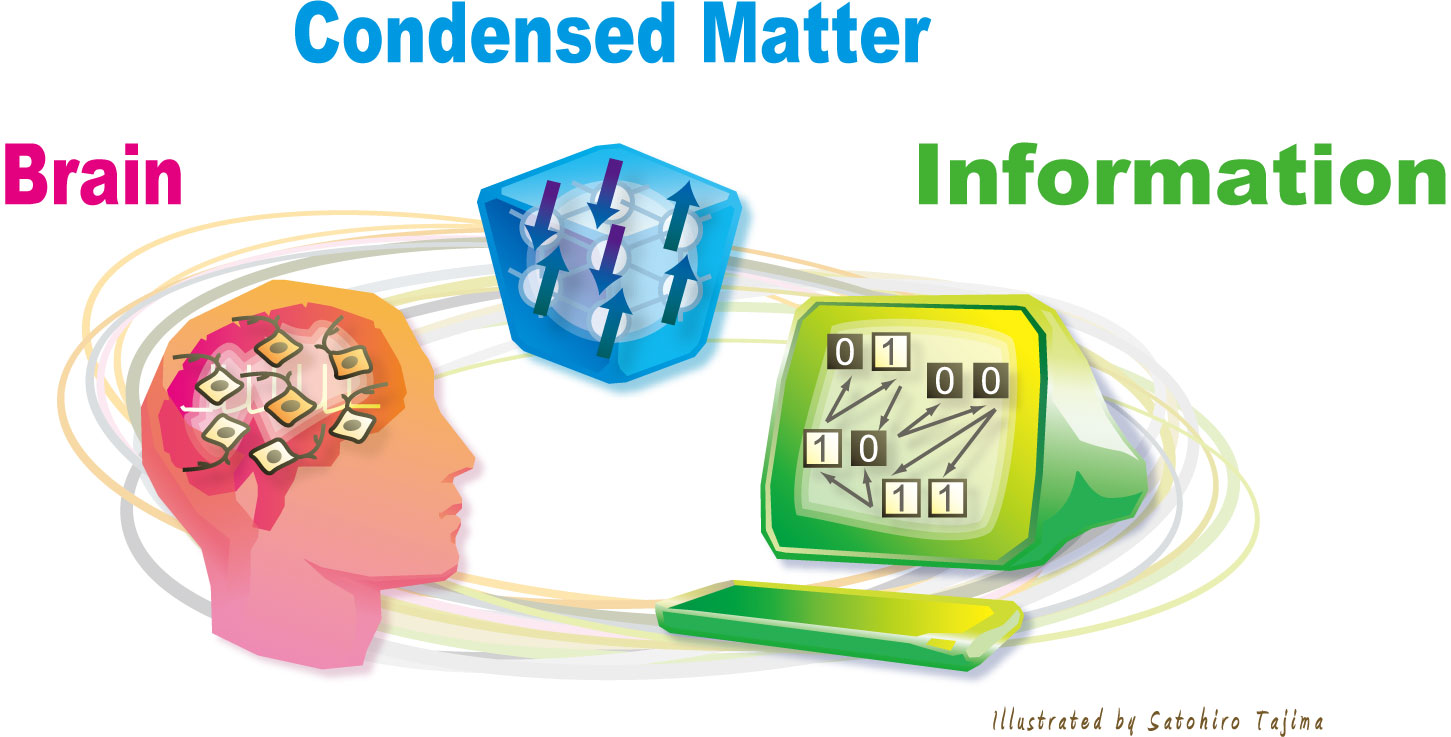 Condensed Matter
Brain
Information
0 1
0 0
1 0
1 1
Illustrated by Satohiro Tajima